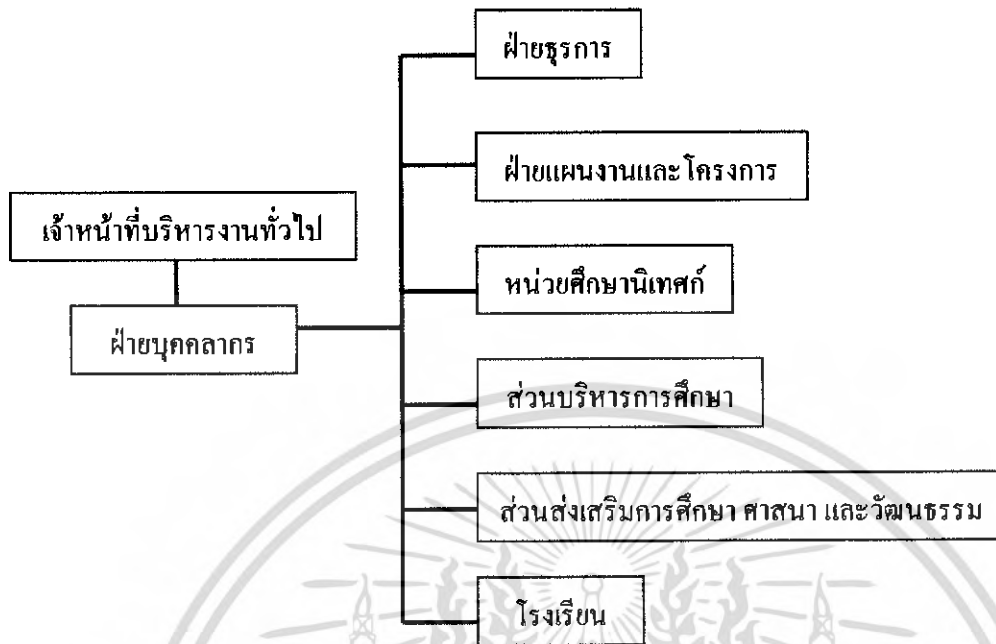 ฝ่ายธุรการ
ฝ่ายแผนงานและโครงการ
เจ้าหน้าที่บริหารงานทั่วไป
หน่วยศึกษานิเทศก์
ฝ่ายบุคคลากร
ส่วนบริหารการศึกษา
ส่วนส่งเสริมการศึกษา ศาสนา และวัฒนธรรม
โรงเรียน